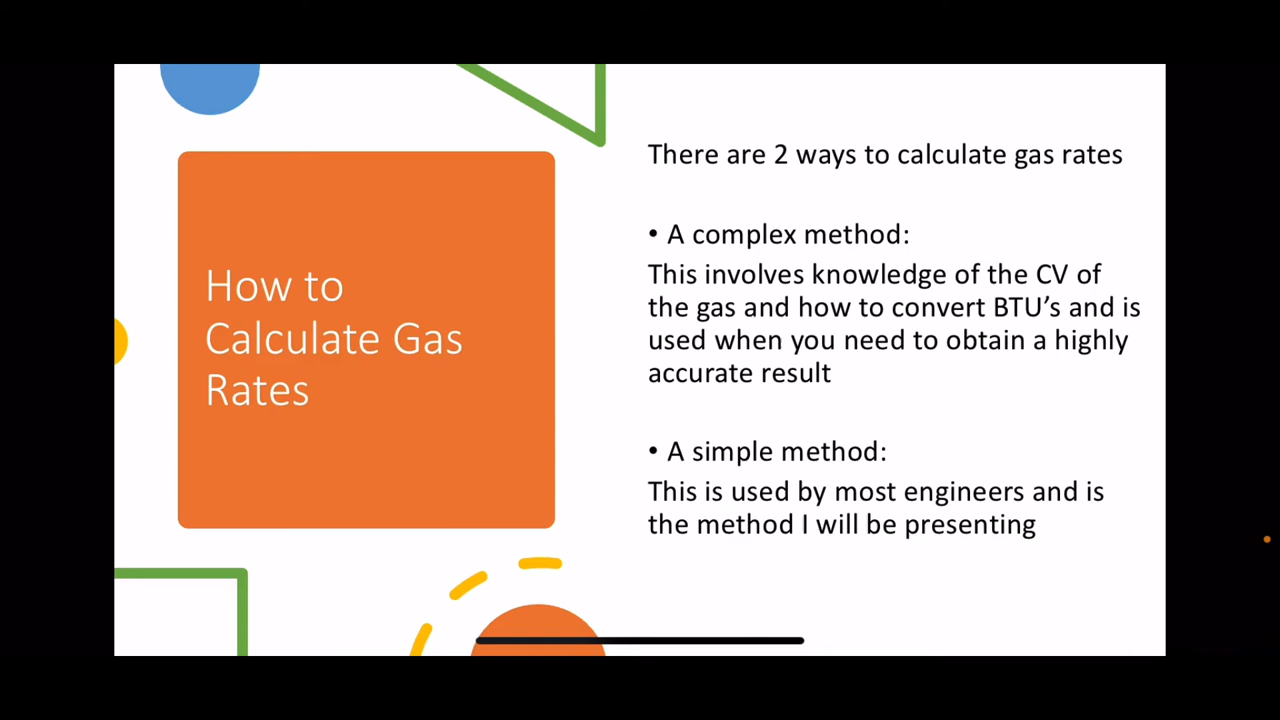 How to
Calculate Gas
Rates
There are 2 ways to calculate gas rates
• A complex method:
This involves knowledge of the CV of
the gas and how to convert BTU’s and is
used when you need to obtain a highly
accurate result
• A simple method:
This is used by most engineers and is
the method I will be presenting